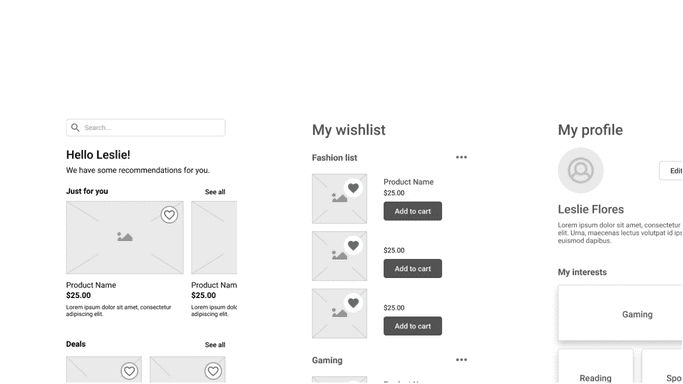 Search...
Hello Leslie!
We have some recommendations for you.
Just for you
See all
Product Name
$25.00
Lorem ipsum dolor sit amet, consectetur
adipiscing elit.
Product Nam
$25.00
Lorem ipsum dol
adipiscing elit.
Deals
See all
My wishlist
Fashion list
Product Name
$25.00
Add to cart
$25.00
Add to cart
$25.00
Add to cart
Gaming
My profile
Edit
Leslie Flores
Lorem ipsum dolor sit amet, consectetur
elit. Urna, maecenas lectus volutpat id ips
euismod dapibus.
My interests
Gaming
Reading
Spo